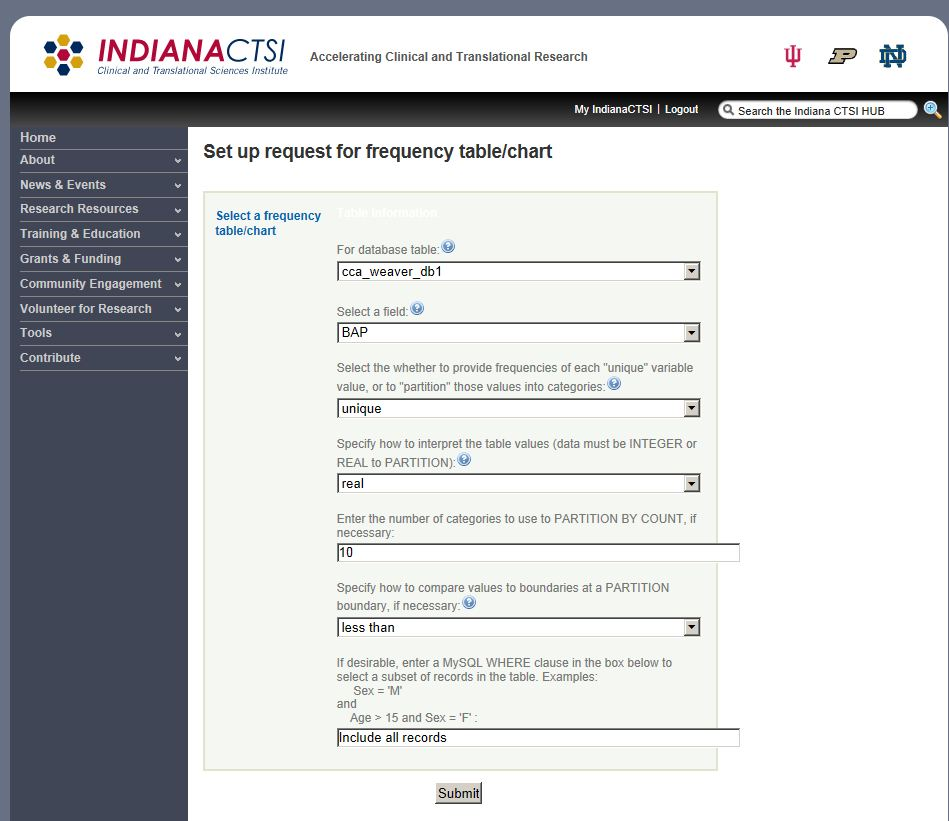 INDIANA CTSI
Clinical and Translational Sciences Institute
Accelerating Clinical and Translational Research
My IndianaCTSI | Logout
Search the Indiana CTSI HUB
Home
About
News & Events
Research Resources
Training & Education
Grants & Funding
Community Engagement
Volunteer for Research
Tools
Contribute
Set up request for frequency table/chart
Select a frequency
table/chart
Table Information
For database table:
cca_weaver_db1
Select a field:
BAP
Select the whether to provide frequencies of each "unique" variable
value, or to "partition" those values into categories:
unique
Specify how to interpret the table values (data must be INTEGER or
REAL to PARTITION):
real
Enter the number of categories to use to PARTITION BY COUNT, if
necessary:
10
Specify how to compare values to boundaries at a PARTITION
boundary, if necessary:
less than
If desirable, enter a MySQL WHERE clause in the box below to
select a subset of records in the table. Examples:
Sex = 'M'
and
Age > 15 and Sex = 'F' :
Include all records
Submit